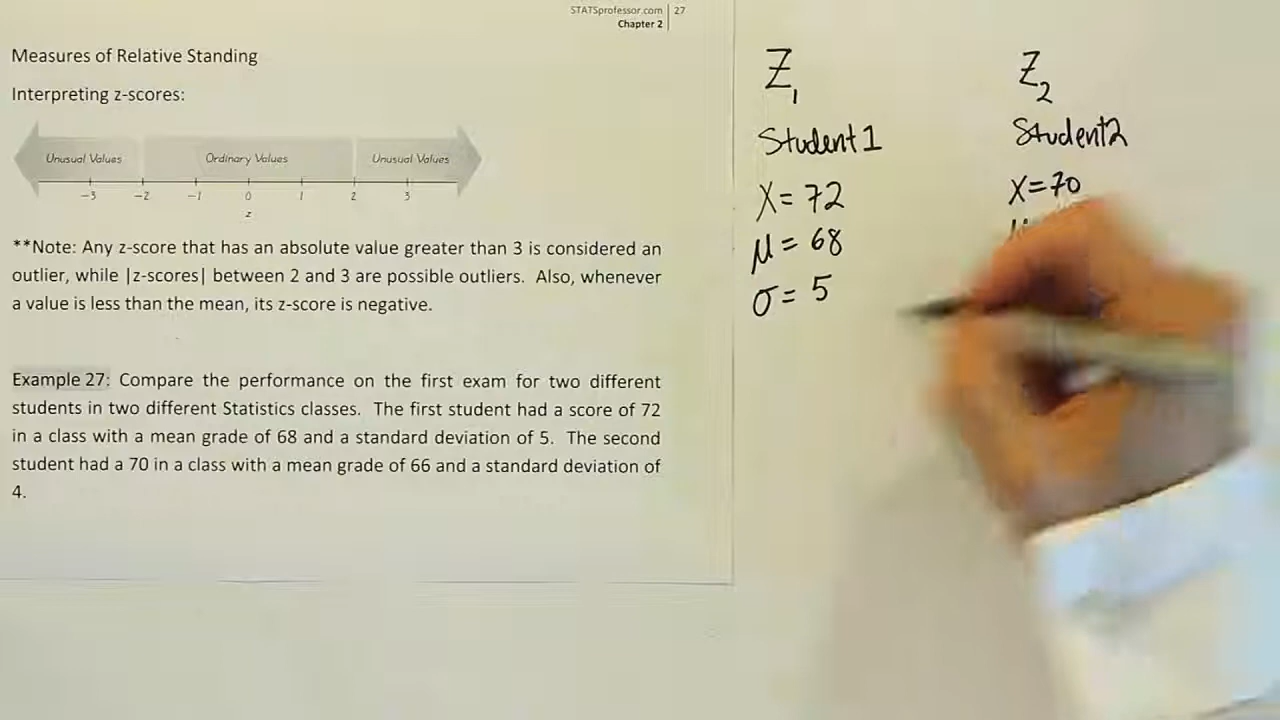 STATSprofessor.com | 27
Chapter 2
Measures of Relative Standing
Interpreting z-scores:
Unusual Values Ordinary Values Unusual Values
-3 -2 -1 0 1 2 3
z
**Note: Any z-score that has an absolute value greater than 3 is considered an
outlier, while |z-scores| between 2 and 3 are possible outliers. Also, whenever
a value is less than the mean, its z-score is negative.
Example 27: Compare the performance on the first exam for two different
students in two different Statistics classes. The first student had a score of 72
in a class with a mean grade of 68 and a standard deviation of 5. The second
student had a 70 in a class with a mean grade of 66 and a standard deviation of
4.
Z1
Student 1
X = 72
μ = 68
σ = 5
Z2
Student 2
X = 70